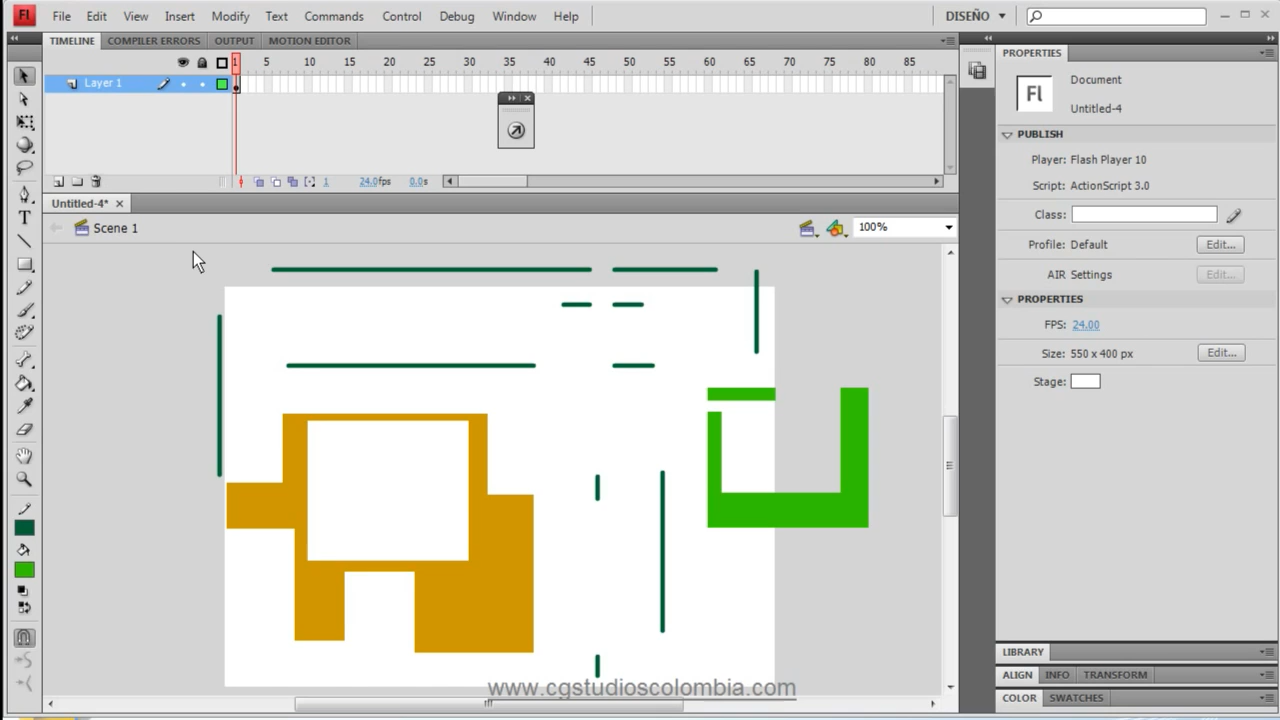 Fl File Edit View Insert Modify Text Commands Control Debug Window Help DISEÑO
TIMELINE COMPILER ERRORS OUTPUT MOTION EDITOR
1 5 10 15 20 25 30 35 40 45 50 55 60 65 70 75 80 85
Layer 1
1 24.0fps 0.0s
Untitled-4*
Scene 1
100%
PROPERTIES
Fl
Document
Untitled-4
PUBLISH
Player: Flash Player 10
Script: ActionScript 3.0
Class:
Profile: Default Edit...
AIR Settings Edit...
PROPERTIES
FPS: 24.00
Size: 550 x 400 px Edit...
Stage:
LIBRARY
ALIGN INFO TRANSFORM
COLOR SWATCHES
T
www.cgstudioscolombia.com